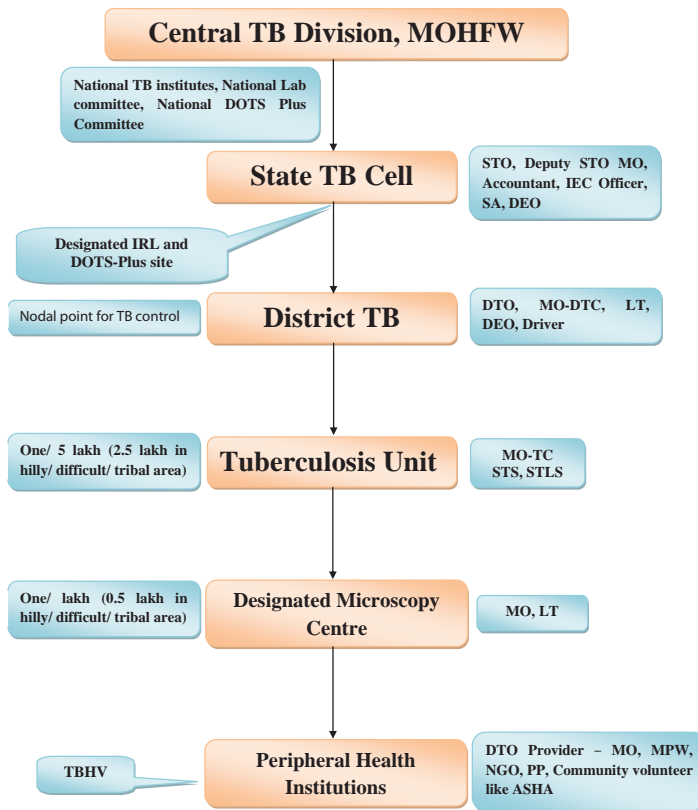 Central TB Division, MOHFW
National TB institutes, National Lab
committee, National DOTS Plus
Committee
State TB Cell
STO, Deputy STO MO,
Accountant, IEC Officer,
SA, DEO
Designated IRL and
DOTS-Plus site
Nodal point for TB control
District TB
DTO, MO-DTC, LT,
DEO, Driver
One/ 5 lakh (2.5 lakh in
hilly/ difficult/ tribal area)
Tuberculosis Unit
MO-TC
STS, STLS
One/ lakh (0.5 lakh in
hilly/ difficult/ tribal area)
Designated Microscopy
Centre
MO, LT
TBHV
Peripheral Health
Institutions
DTO Provider – MO, MPW,
NGO, PP, Community volunteer
like ASHA